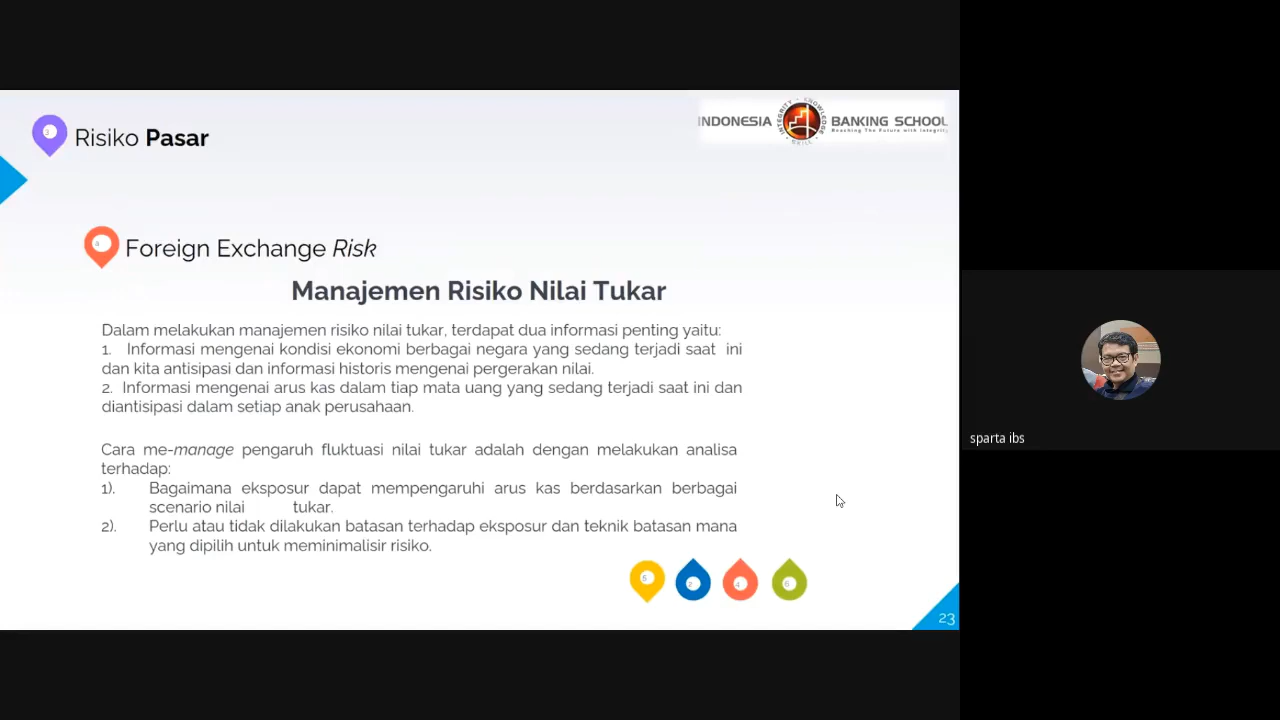 Risiko Pasar
INDONESIA BANKING SCHOOL
Reaching The Future with Integrity
Foreign Exchange Risk
Manajemen Risiko Nilai Tukar
Dalam melakukan manajemen risiko nilai tukar, terdapat dua informasi penting yaitu:
1. Informasi mengenai kondisi ekonomi berbagai negara yang sedang terjadi saat ini
dan kita antisipasi dan informasi historis mengenai pergerakan nilai.
2. Informasi mengenai arus kas dalam tiap mata uang yang sedang terjadi saat ini dan
diantisipasi dalam setiap anak perusahaan.
Cara me-manage pengaruh fluktuasi nilai tukar adalah dengan melakukan analisa
terhadap:
1). Bagaimana eksposur dapat mempengaruhi arus kas berdasarkan berbagai
scenario nilai tukar.
2). Perlu atau tidak dilakukan batasan terhadap eksposur dan teknik batasan mana
yang dipilih untuk meminimalisir risiko.
23
sparta ibs